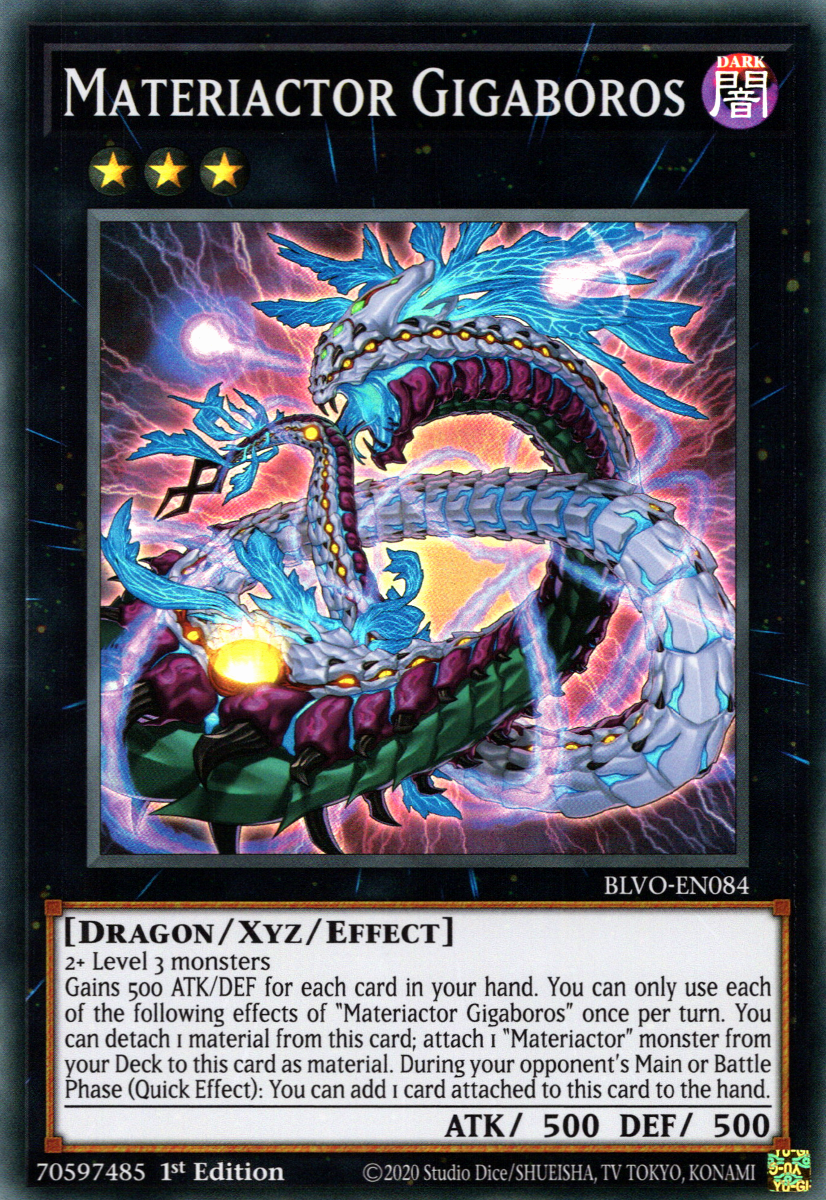 MATERIACTOR GIGABOROS
DARK
闇
BLVO-EN084
[DRAGON/XYZ/EFFECT]
2+ Level 3 monsters
Gains 500 ATK/DEF for each card in your hand. You can only use each
of the following effects of "Materiactor Gigaboros" once per turn. You
can detach 1 material from this card; attach 1 "Materiactor" monster from
your Deck to this card as material. During your opponent's Main or Battle
Phase (Quick Effect): You can add 1 card attached to this card to the hand.
ATK/ 500 DEF/ 500
70597485 1st Edition
©2020 Studio Dice/SHUEISHA, TV TOKYO, KONAMI